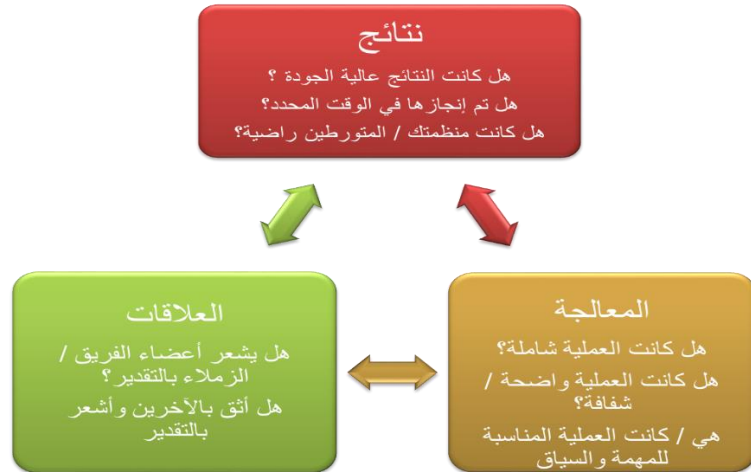 نتائج
هل كانت النتائج عالية الجودة ؟
هل تم إنجازها في الوقت المحدد؟
هل كانت منظمتك / المتورطين راضية؟
العلاقات
هل يشعر أعضاء الفريق /
الزملاء بالتقدير؟
هل أثق بالآخرين وأشعر
بالتقدير
المعالجة
هل كانت العملية شاملة؟
هل كانت العملية واضحة /
شفافة؟
هي / كانت العملية المناسبة
للمهمة والسياق